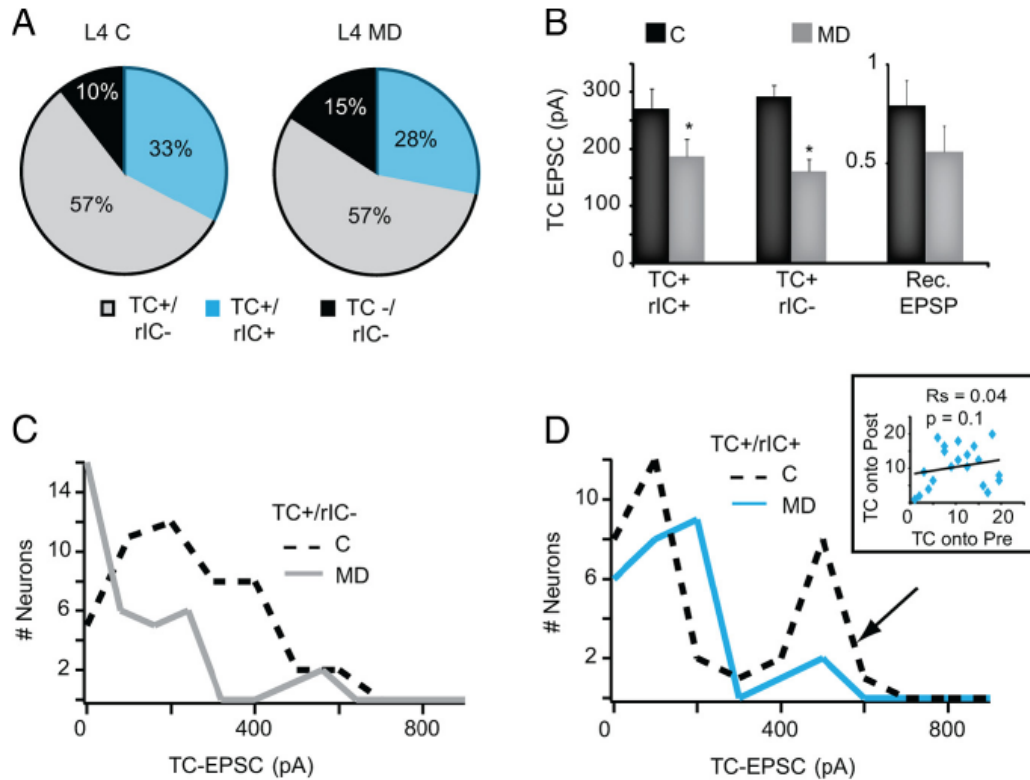 A
L4 C
L4 MD
10%
33%
57%
15%
28%
57%
TC+/
rIC-
TC+/
rIC+
TC -/
rIC-
B
C
MD
TC EPSC (pA)
300
200
100
0
*
*
1
0.5
TC+
rIC+
TC+
rIC-
Rec.
EPSP
C
# Neurons
14
10
6
2
TC+/rIC-
C
MD
0
400
800
TC-EPSC (pA)
D
# Neurons
10
6
2
TC+/rIC+
C
MD
0
400
800
TC-EPSC (pA)
Rs = 0.04
p = 0.1
TC onto Post
20
10
0
10
20
TC onto Pre